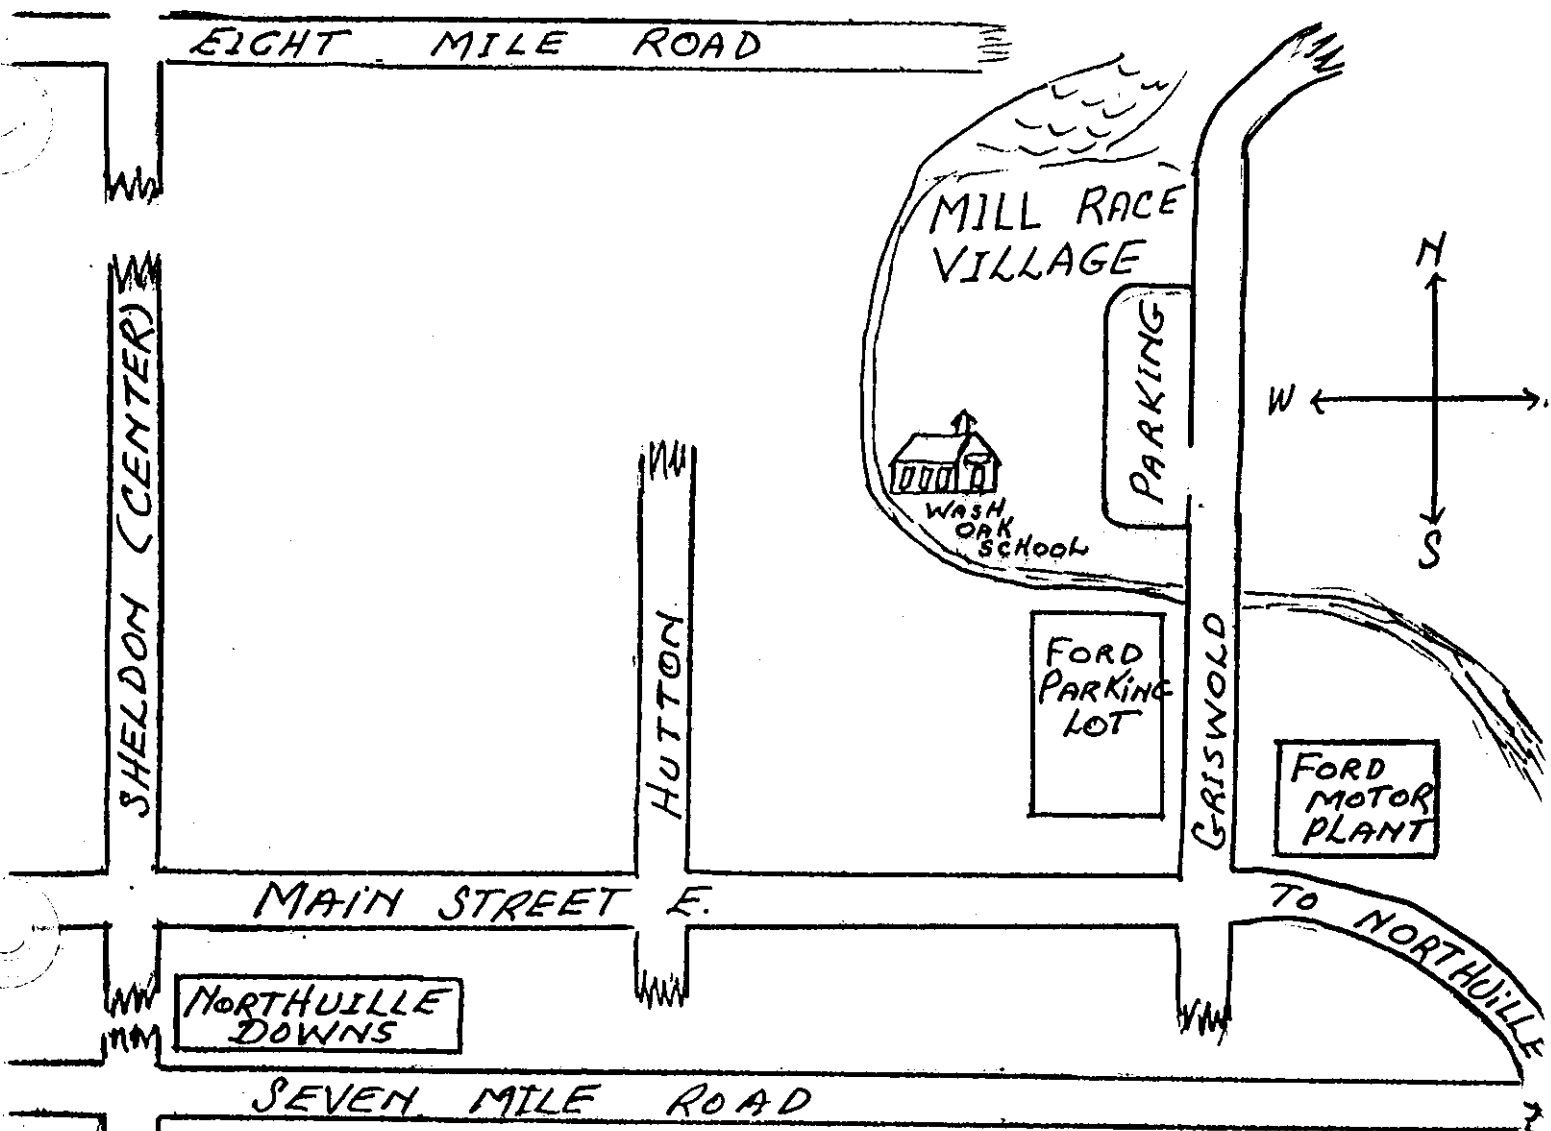 EIGHT MILE ROAD
MILL RACE
VILLAGE
N
PARKING
SHELDON (CENTER)
W
S
WASH
OAK
SCHOOL
HUTTON
FORD
PARKING
LOT
GRISWOLD
FORD
MOTOR
PLANT
MAIN STREET E.
TO NORTHVILLE
NORTHVILLE
DOWNS
SEVEN MILE ROAD